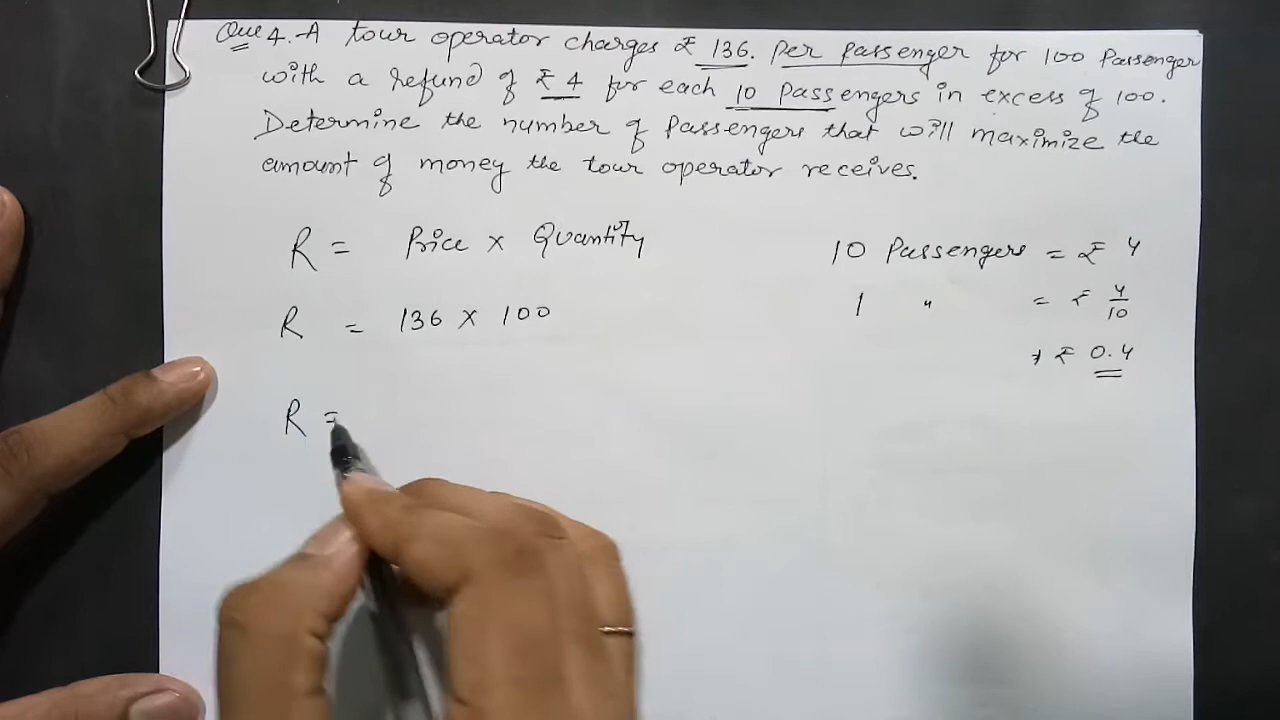 Que 4. A tour operator charges ₹ 136. Per passenger for 100 Passenger
with a refund of ₹ 4 for each 10 passengers in excess of 100.
Determine the number of passengers that will maximize the
amount of money the tour operator receives.
R = Price × Quantity
10 Passengers = ₹ 4
R = 136 × 100
1 " = ₹ 4/10
₹ 0.4
R =